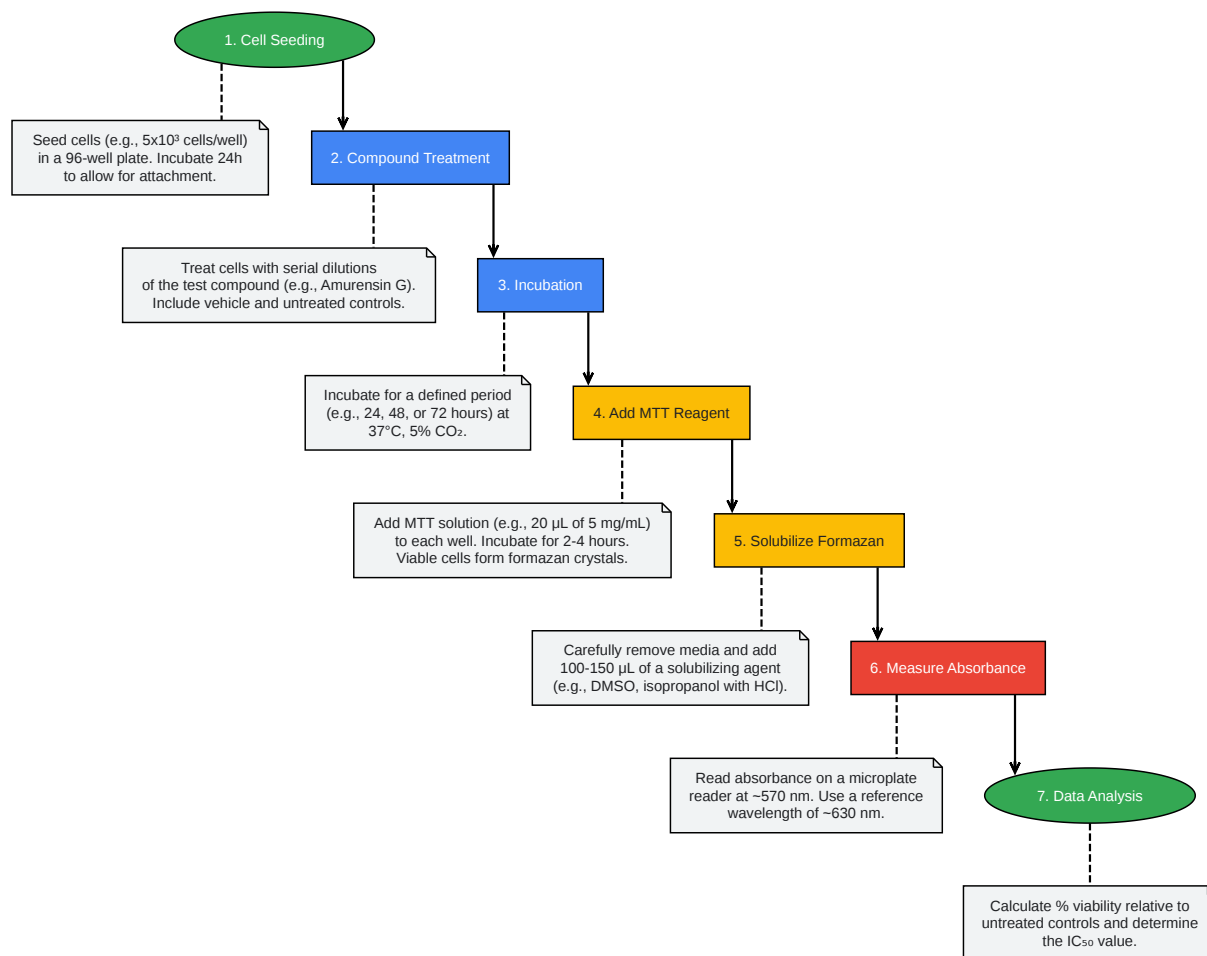 1. Cell Seeding
Seed cells (e.g., 5x10³ cells/well)
in a 96-well plate. Incubate 24h
to allow for attachment.
2. Compound Treatment
Treat cells with serial dilutions
of the test compound (e.g., Amurensin G).
Include vehicle and untreated controls.
3. Incubation
Incubate for a defined period
(e.g., 24, 48, or 72 hours) at
37°C, 5% CO₂.
4. Add MTT Reagent
Add MTT solution (e.g., 20 µL of 5 mg/mL)
to each well. Incubate for 2-4 hours.
Viable cells form formazan crystals.
5. Solubilize Formazan
Carefully remove media and add
100-150 µL of a solubilizing agent
(e.g., DMSO, isopropanol with HCl).
6. Measure Absorbance
Read absorbance on a microplate
reader at ~570 nm. Use a reference
wavelength of ~630 nm.
7. Data Analysis
Calculate % viability relative to
untreated controls and determine
the IC₅₀ value.